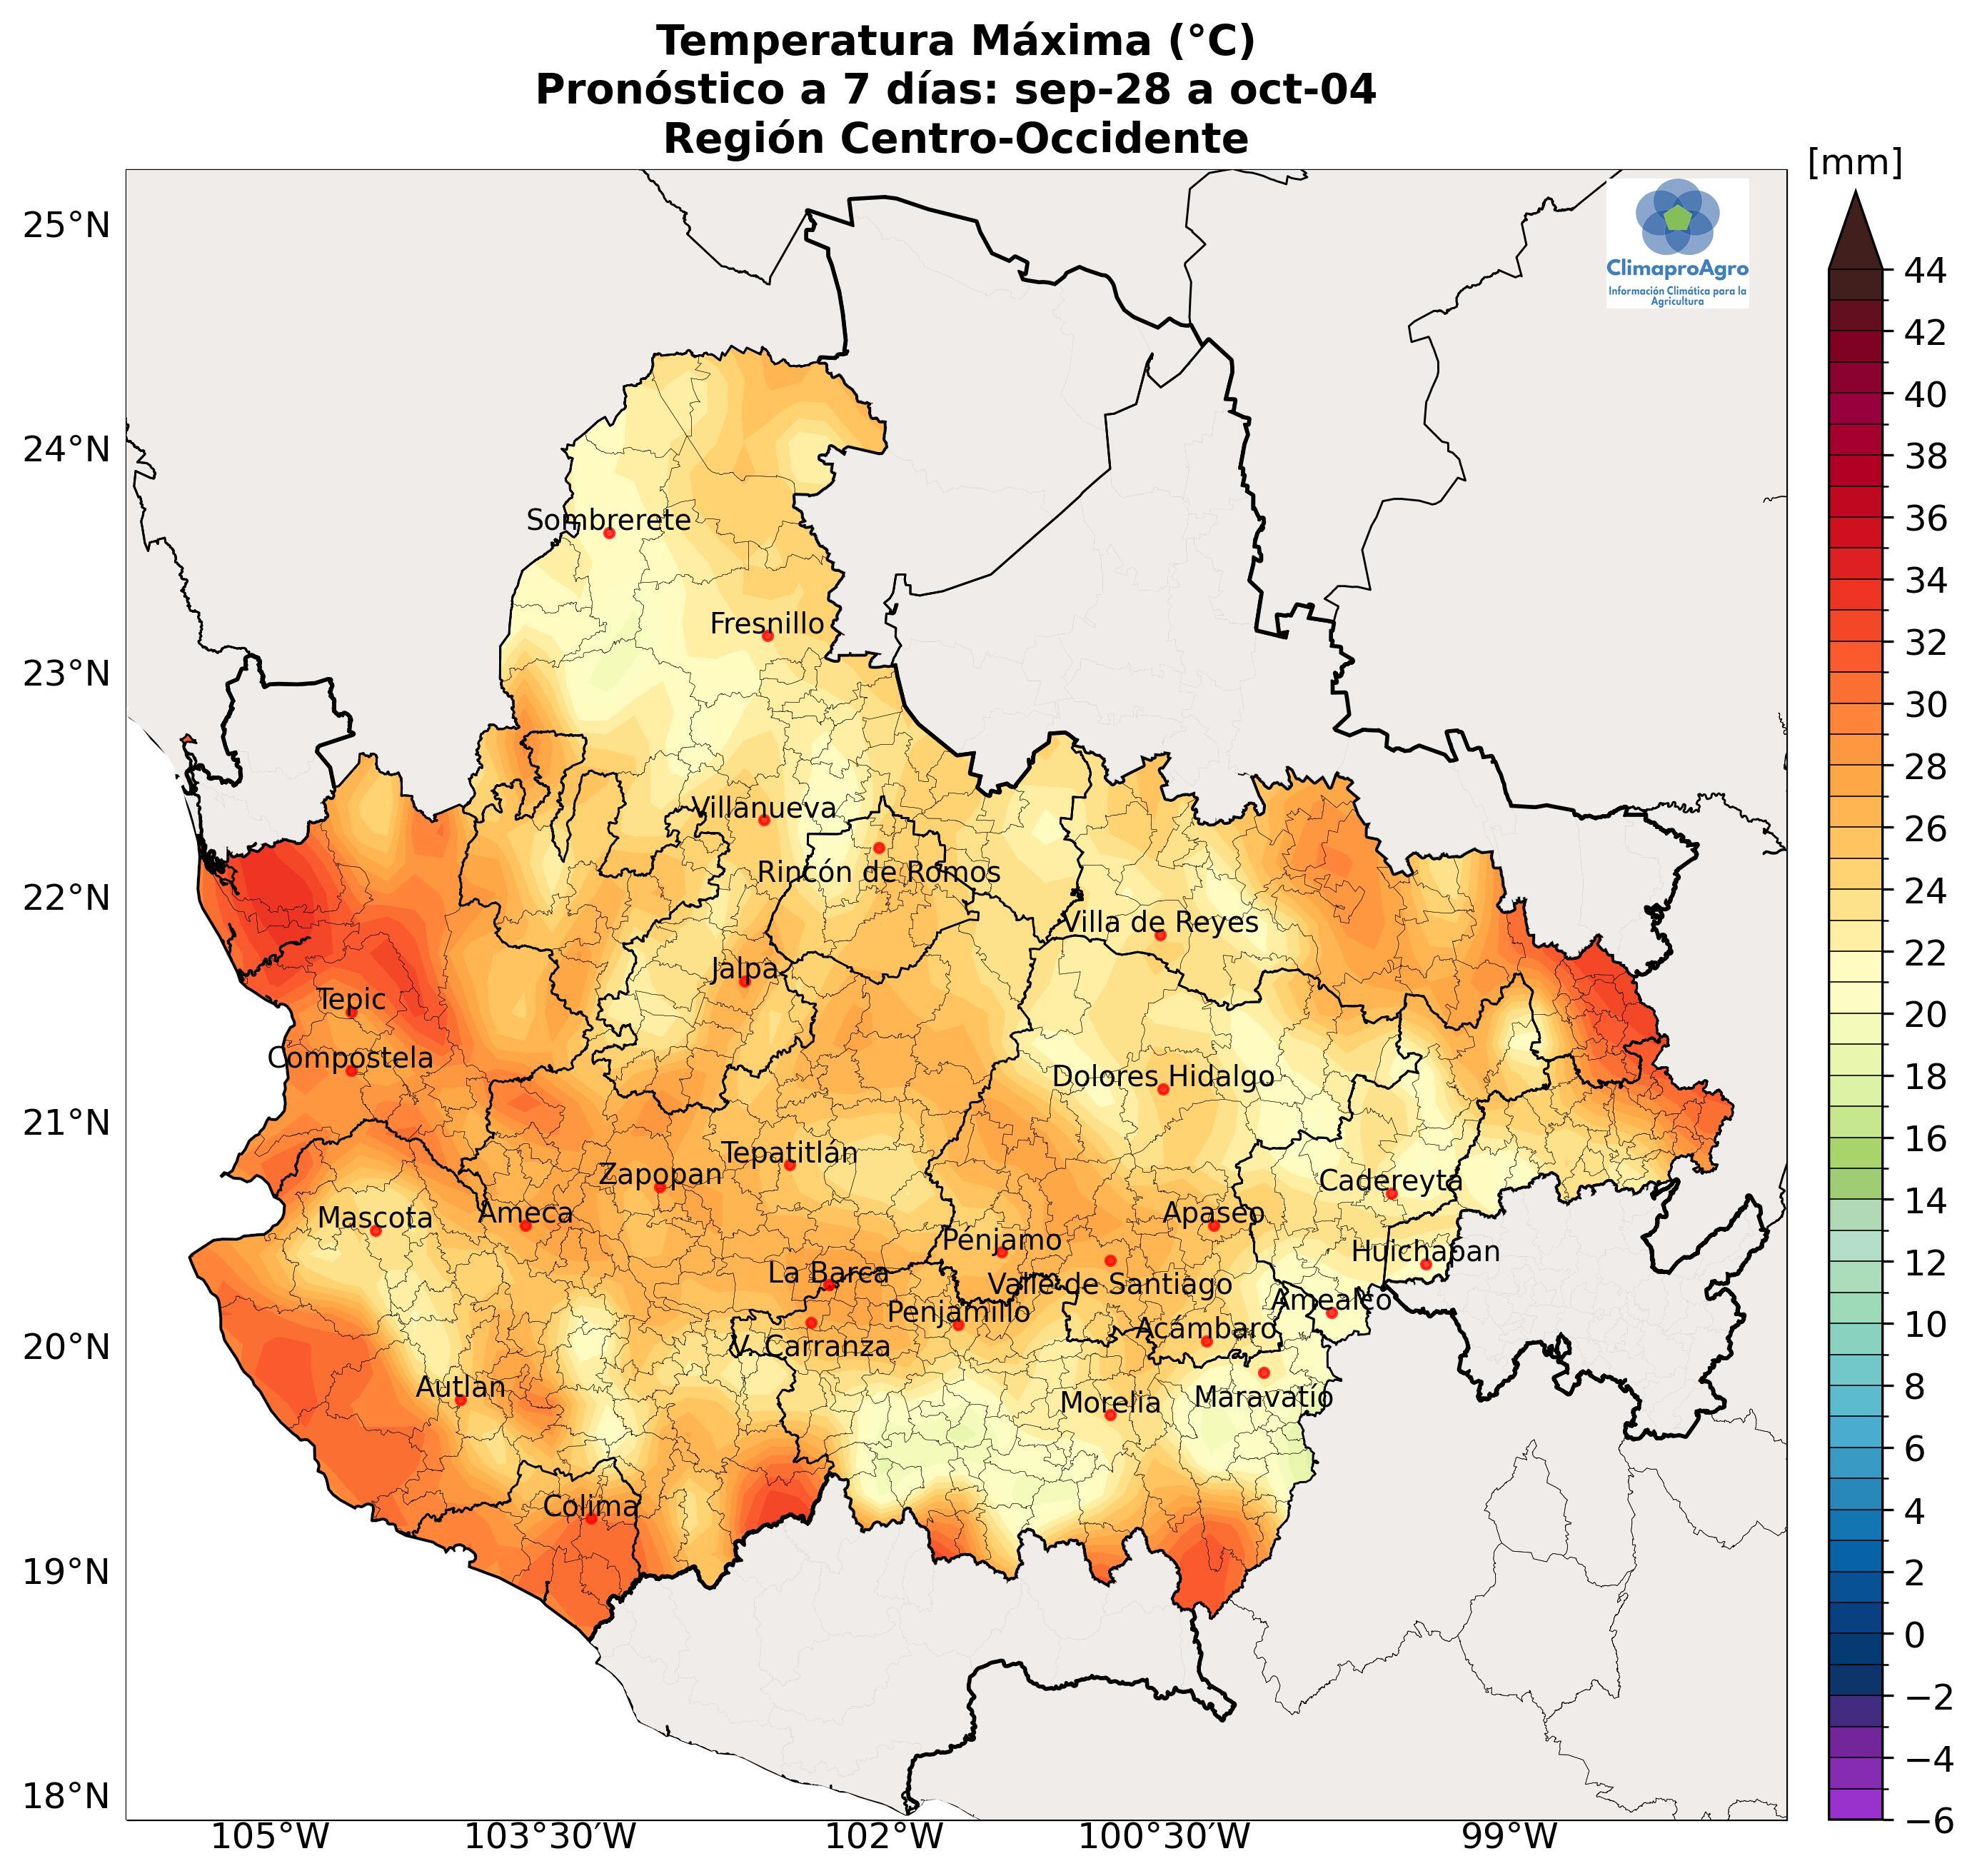 Temperatura Máxima (°C)
Pronóstico a 7 días: sep-28 a oct-04
Región Centro-Occidente
[mm]
ClimaproAgro
Información Climática para la
Agricultura
25°N
24°N
23°N
22°N
21°N
20°N
19°N
18°N
Sombrerete
Fresnillo
Villanueva
Rincón de Romos
Villa de Reyes
Jalpa
Tepic
Compostela
Dolores Hidalgo
Tepatitlán
Zapopan
Cadereyta
Mascota
Ameca
Apaseo
Pénjamo
Huichapan
La Barca
Valle de Santiago
Amealco
Penjamillo
Acámbaro
V. Carranza
Autlan
Morelia
Maravatío
Colima
105°W
103°30′W
102°W
100°30′W
99°W
44
42
40
38
36
34
32
30
28
26
24
22
20
18
16
14
12
10
8
6
4
2
0
−2
−4
−6